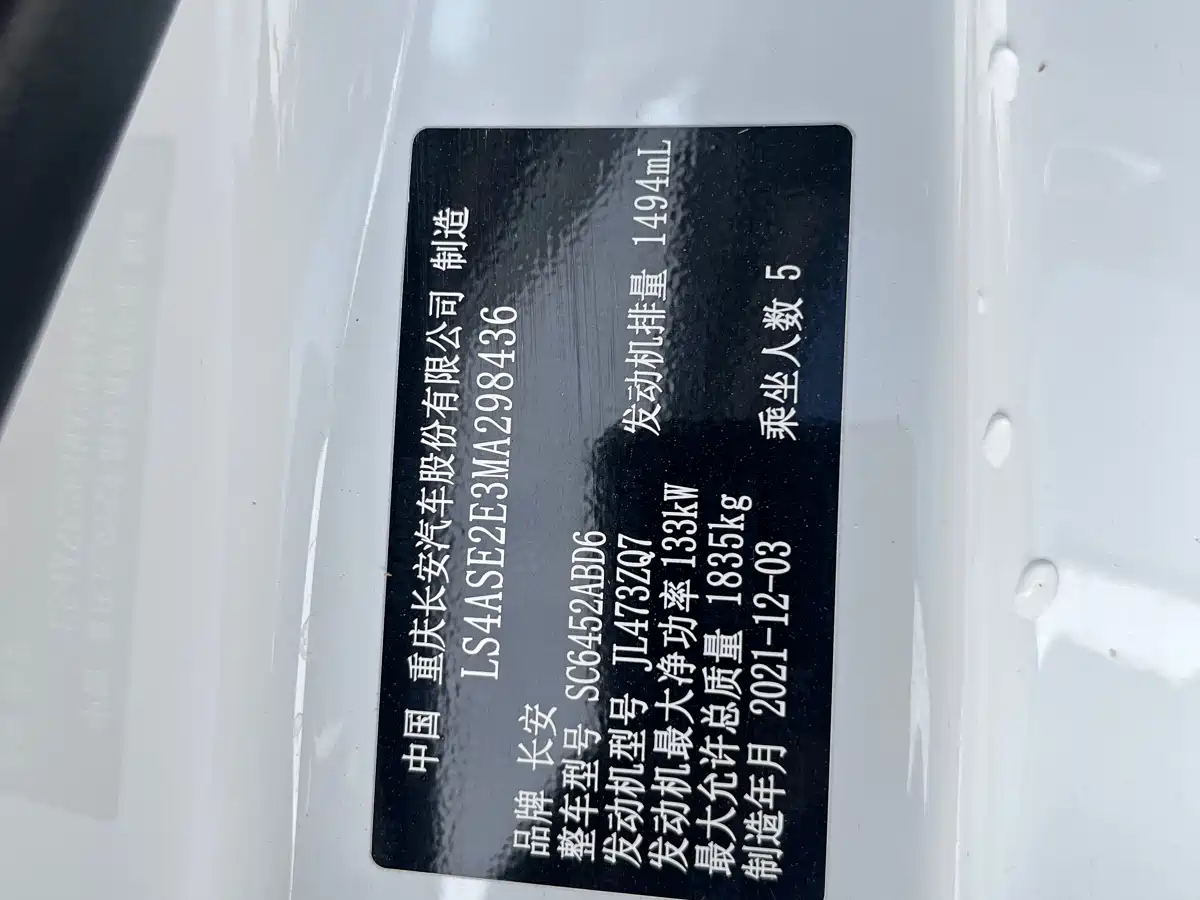 中国 重庆长安汽车股份有限公司 制造
LS4ASE2E3MA298436
品牌 长安
整车型号 SC6452ABD6
发动机型号 JL473ZQ7 发动机排量 1494mL
发动机最大净功率 133kW
最大允许总质量 1835kg
制造年月 2021-12-03 乘坐人数 5